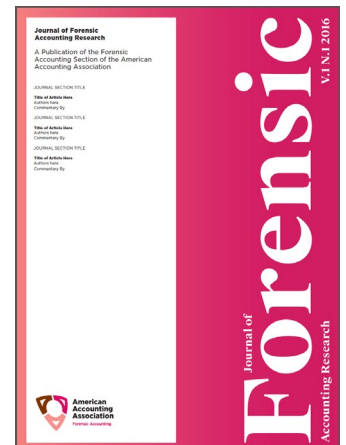 Journal of Forensic
Accounting Research
A Publication of the Forensic
Accounting Section of the American
Accounting Association
JOURNAL SECTION TITLE
Title of Article Here
Authors here
Commentary By
JOURNAL SECTION TITLE
Title of Article Here
Authors here
Commentary By
JOURNAL SECTION TITLE
Title of Article Here
Authors here
Commentary By
American
Accounting
Association
Forensic Accounting
Journal of
Forensic
Accounting Research
V.1 N.1 2016